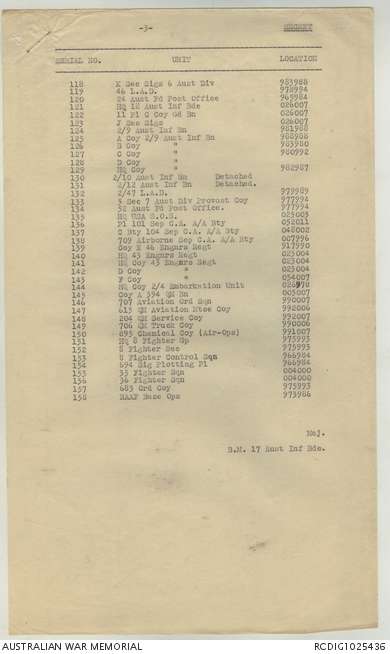 -3-
SECRET
SERIAL NO. UNIT LOCATION
118 K Sec Sigs 6 Aust Div 983988
119 46 L.A.D. 978994
120 24 Aust Fd Post Office 965984
121 HQ 18 Aust Inf Bde 026007
122 11 Pl G Coy Gd Bn 026007
123 J Sec Sigs 026007
124 2/9 Aust Inf Bn 981988
125 A Coy 2/9 Aust Inf Bn 988988
126 B Coy " 983980
127 C Coy " 980992
128 D Coy "
129 HQ Coy " 982987
130 2/10 Aust Inf Bn Detached
131 2/12 Aust Inf Bn Detached.
132 2/47 L.A.D. 979989
133 3 Sec 7 Aust Div Provost Coy 977994
134 52 Aust Fd Post Office. 977994
135 HQ USA S.O.S. 023003
136 Pl 101 Sep C.A. A/A Bty 052011
137 C Bty 104 Sep C.A. A/A Bty 048002
138 709 Airborne Sep C.A. A/A Bty 007996
139 Coy E 46 Engnrs Regt 917990
140 HQ 43 Engnrs Regt 023004
141 HQ Coy 43 Engnrs Regt 023004
142 D Coy " 023004
143 F Coy " 034007
144 HQ Coy 2/4 Embarkation Unit 026978
145 Coy A 394 QM Bn 003007
146 707 Aviation Ord Sqn 990007
147 613 QM Aviation Ntce Coy 992006
148 204 QM Service Coy 992007
149 706 QM Truck Coy 990006
150 895 Chemical Coy (Air-Ops) 991007
151 HQ 8 Fighter Gp 975993
152 8 Fighter Sec 975993
153 8 Fighter Control Sqn 766984
154 694 Sig Plotting Pl 766984
155 35 Fighter Sqn 004000
156 36 Fighter Sqn 004000
157 683 Ord Coy 975993
158 RAAF Base Ops 973986
Maj.
B.M. 17 Aust Inf Bde.
AUSTRALIAN WAR MEMORIAL
RCDIG1025436